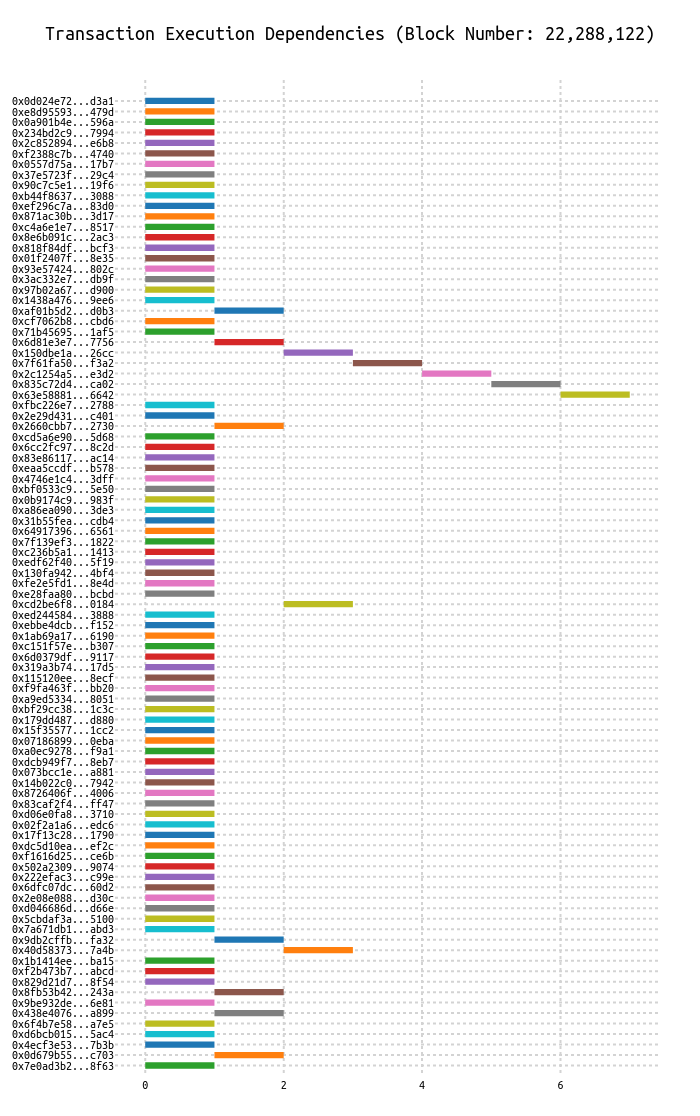 Transaction Execution Dependencies (Block Number: 22,288,122)
0x0d024e72...d3a1
0xe8d95593...479d
0x0a901b4e...596a
0x234bd2c9...7994
0x2c852894...e6b8
0xf2388c7b...4740
0x0557d75a...17b7
0x37e5723f...29c4
0x90c7c5e1...19f6
0xb44f8637...3088
0xef296c7a...83d0
0x871ac30b...3d17
0xc4a6e1e7...8517
0x8e6b091c...2ac3
0x818f84df...bcf3
0x01f2407f...8e35
0x93e57424...802c
0x3ac332e7...db9f
0x97b02a67...d900
0x1438a476...9ee6
0xaf01b5d2...d0b3
0xcf7062b8...cbd6
0x71b45695...1af5
0x6d81e3e7...7756
0x150dbe1a...26cc
0x7f61fa50...f3a2
0x2c1254a5...e3d2
0x835c72d4...ca02
0x63e58881...6642
0xfbc226e7...2788
0x2e29d431...c401
0x2660cbb7...2730
0xcd5a6e90...5d68
0x6cc2fc97...8c2d
0x83e86117...ac14
0xeaa5ccdf...b578
0x4746e1c4...3dff
0xbf0533c9...5e50
0x0b9174c9...983f
0xa86ea090...3de3
0x31b55fea...cdb4
0x64917396...6561
0x7f139ef3...1822
0xc236b5a1...1413
0xedf62f40...5f19
0x130fa942...4bf4
0xfe2e5fd1...8e4d
0xe28faa80...bcbd
0xcd2be6f8...0184
0xed244584...3888
0xebbe4dcb...f152
0x1ab69a17...6190
0xc151f57e...b307
0x6d0379df...9117
0x319a3b74...17d5
0x115120ee...8ecf
0xf9fa463f...bb20
0xa9ed5334...8051
0xbf29cc38...1c3c
0x179dd487...d880
0x15f35577...1cc2
0x07186899...0eba
0xa0ec9278...f9a1
0xdcb949f7...8eb7
0x073bcc1e...a881
0x14b022c0...7942
0x8726406f...4006
0x83caf2f4...ff47
0xd06e0fa8...3710
0x02f2a1a6...edc6
0x17f13c28...1790
0xdc5d10ea...ef2c
0xf1616d25...ce6b
0x502a2309...9074
0x222efac3...c99e
0x6dfc07dc...60d2
0x2e08e088...d30c
0xd046686d...d66e
0x5cbdaf3a...5100
0x7a671db1...abd3
0x9db2cffb...fa32
0x40d58373...7a4b
0x1b1414ee...ba15
0xf2b473b7...abcd
0x829d21d7...8f54
0x8fb53b42...243a
0x9be932de...6e81
0x438e4076...a899
0x6f4b7e58...a7e5
0xd6bcb015...5ac4
0x4ecf3e53...7b3b
0x0d679b55...c703
0x7e0ad3b2...8f63
0 2 4 6